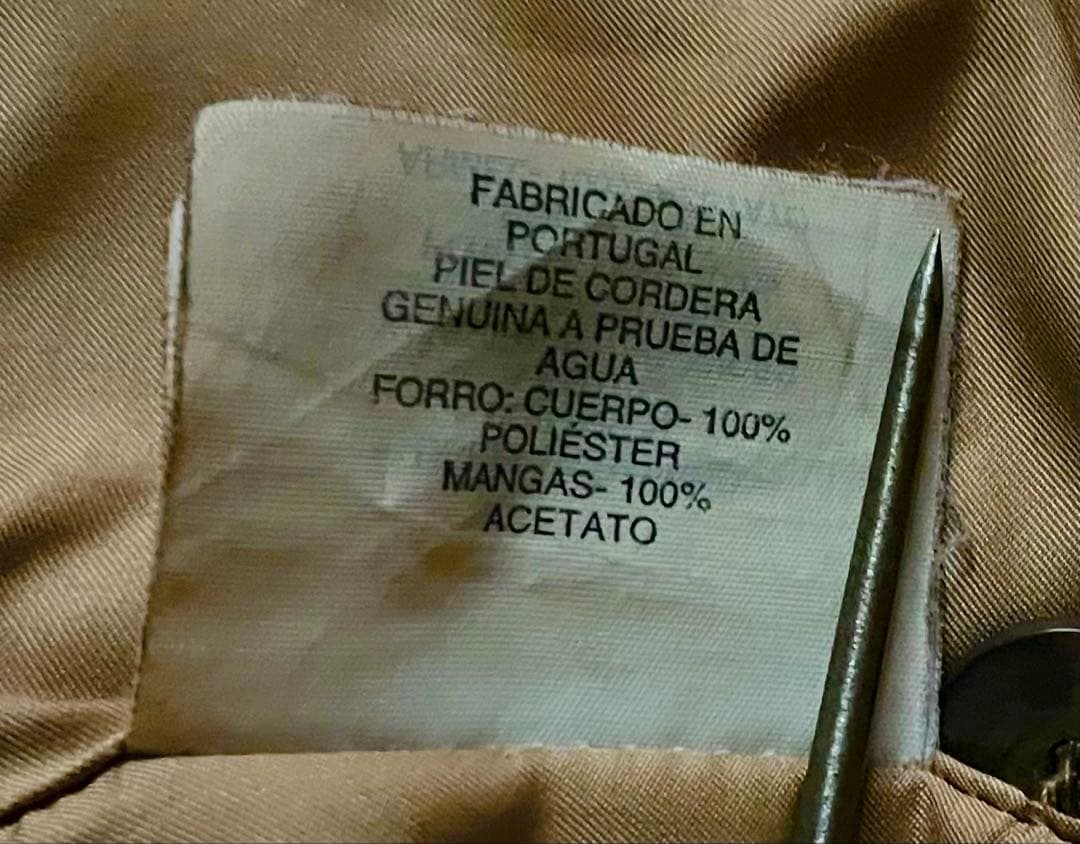 FABRICADO EN
PORTUGAL
PIEL DE CORDERA
GENUINA A PRUEBA DE
AGUA
FORRO: CUERPO- 100%
POLIÉSTER
MANGAS- 100%
ACETATO